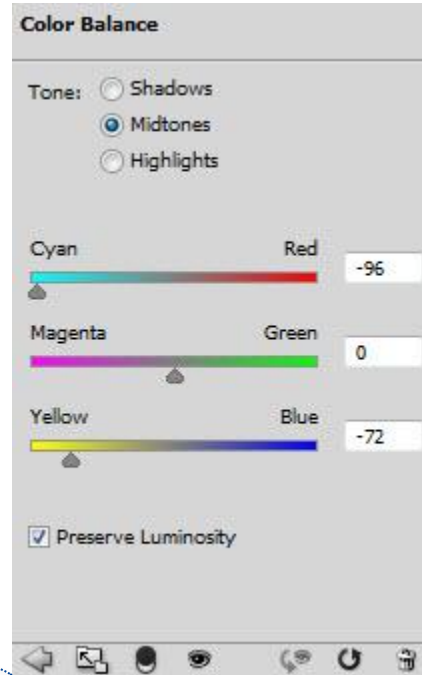 Color Balance
Tone: Shadows
Midtones
Highlights
Cyan Red -96
Magenta Green 0
Yellow Blue -72
Preserve Luminosity